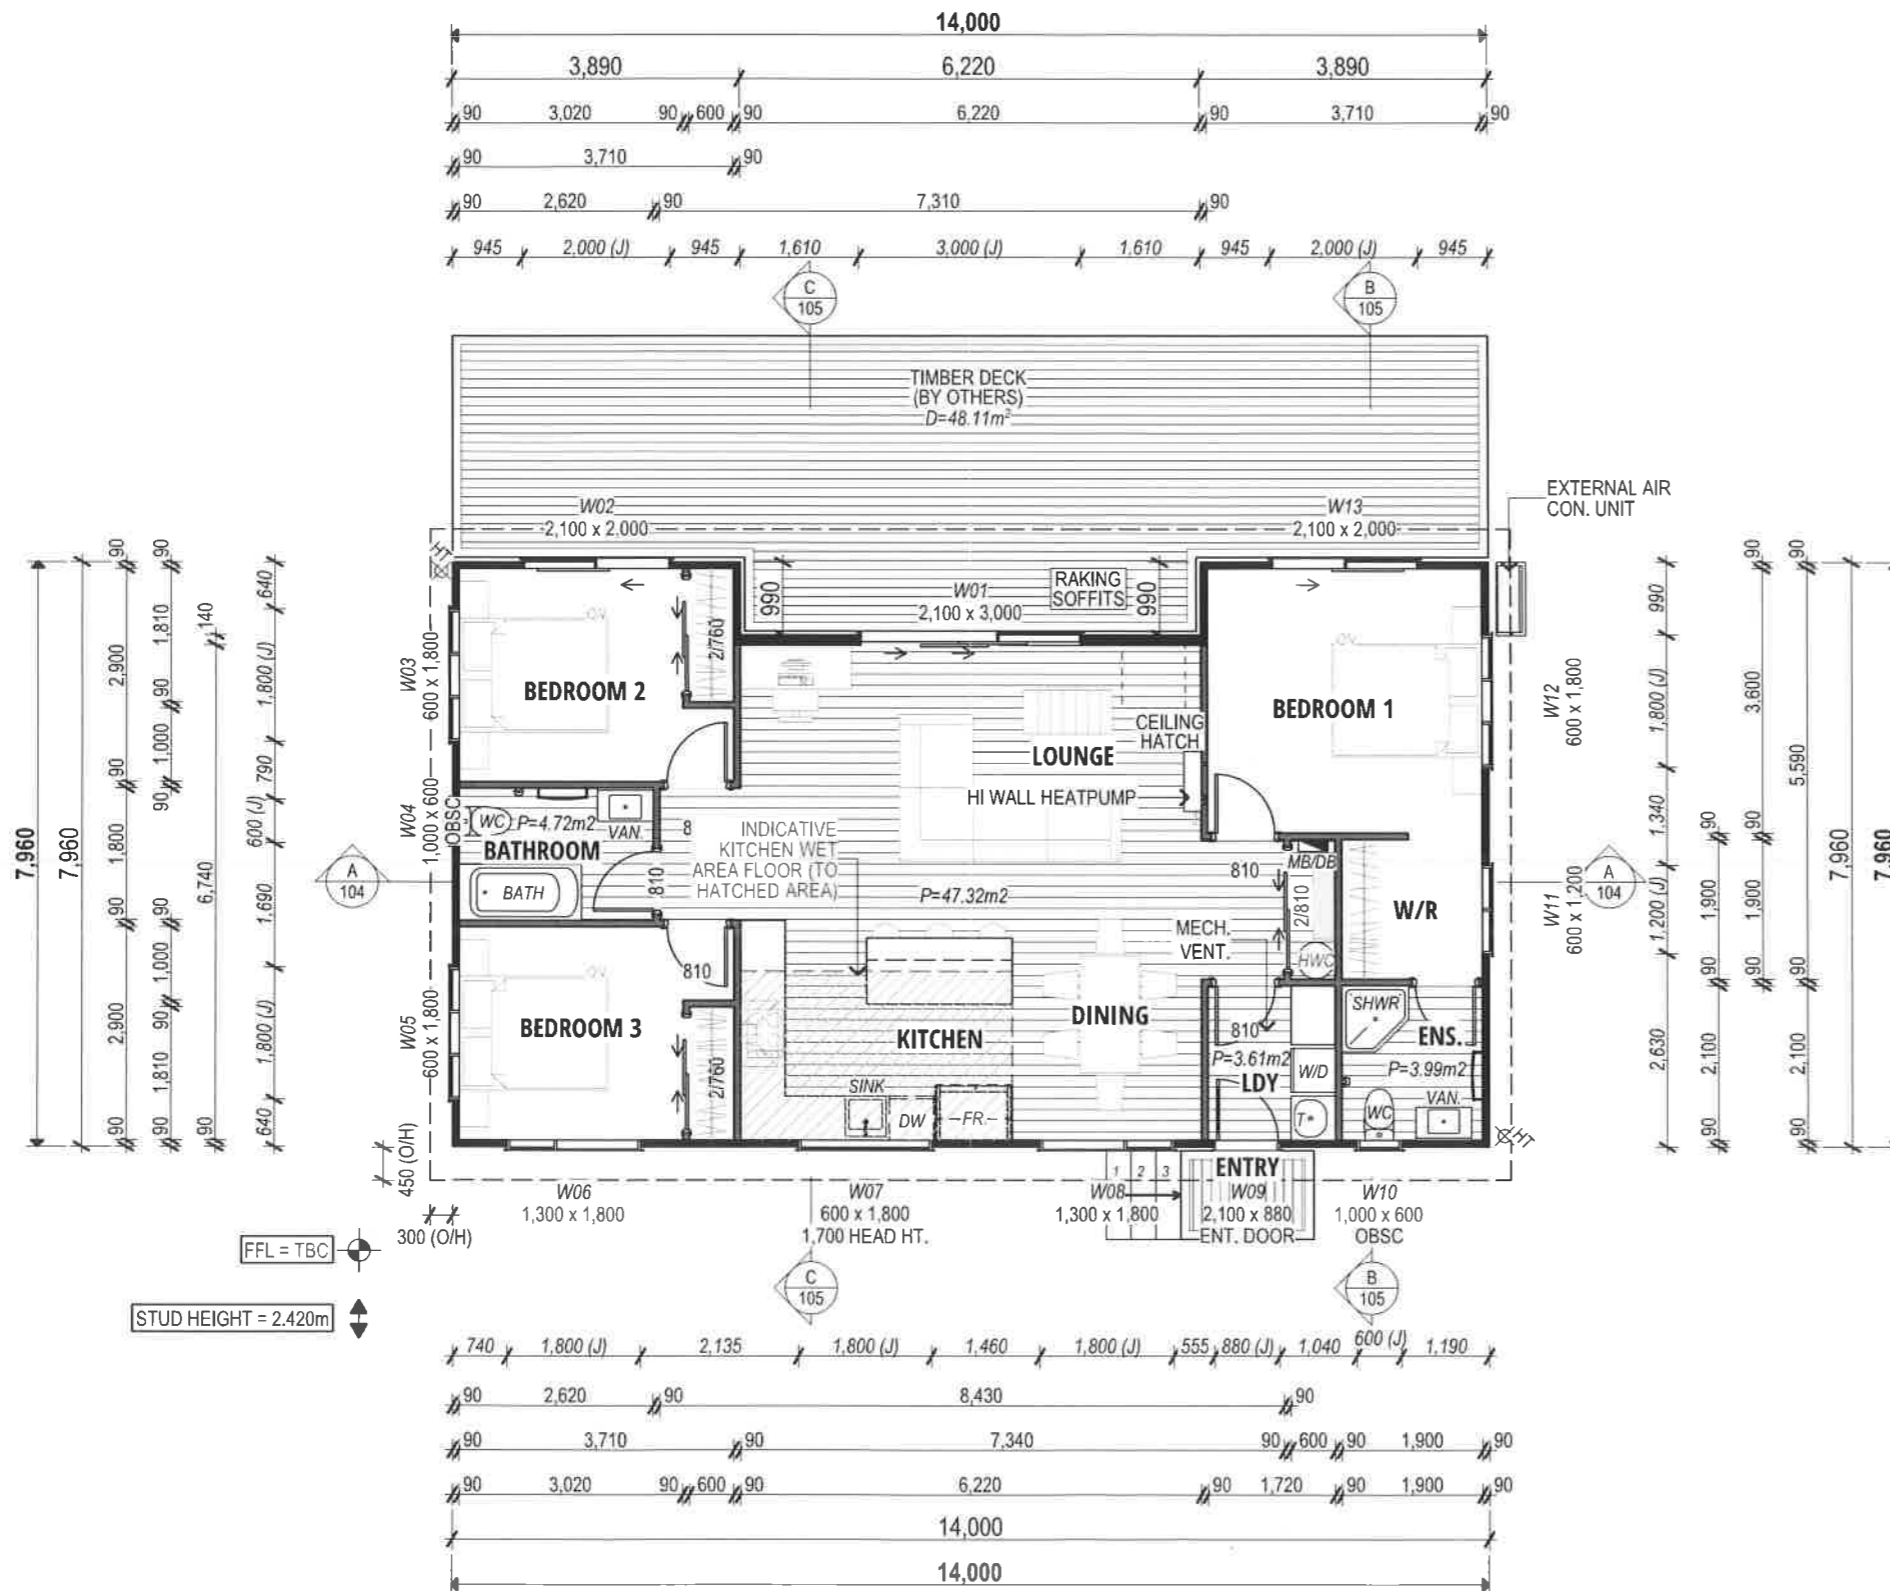 14,000
3,890 6,220 3,890
90 3,020 90 600 90 6,220 90 3,710 90
90 3,710 90
90 2,620 90 7,310 90
945 2,000 (J) 945 1,610 3,000 (J) 1,610 945 2,000 (J) 945
C
105
B
105
TIMBER DECK
(BY OTHERS)
D=48.11m²
W02
2,100 x 2,000
W13
2,100 x 2,000
EXTERNAL AIR
CON. UNIT
HT
990
W01
2,100 x 3,000
RAKING
SOFFITS
990
7,960
7,960
90 2,900 90 1,800 90 2,900 90
90 1,810 90 1,000 90 90 1,000 90 1,810 90
140 6,740 90
640 1,800 (J) 790 600 (J) 1,690 1,800 (J) 640
450 (O/H)
300 (O/H)
W03
600 x 1,800
W04
1,000 x 600
OBSC
W05
600 x 1,800
A
104
BEDROOM 2
2/760
LOUNGE
CEILING
HATCH
HI WALL HEATPUMP
BEDROOM 1
WC
P=4.72m2
VAN.
BATHROOM
BATH
8
810
INDICATIVE
KITCHEN WET
AREA FLOOR (TO
HATCHED AREA)
P=47.32m2
810
MB/DB
2/810
HWC
W/R
MECH.
VENT.
BEDROOM 3
810
2/760
KITCHEN
DINING
SINK
DW
FR.
810
P=3.61m2
LDY
W/D
T
SHWR
ENS.
P=3.99m2
VAN.
WC
HT
W12
600 x 1,800
W11
600 x 1,200
A
104
990 1,800 (J) 1,340 1,200 (J) 2,630
90 1,900 90 2,100 90
90 3,600 90 1,900 90
90 5,590 90 2,100 90
7,960
7,960
1 2 3
ENTRY
W06
1,300 x 1,800
W07
600 x 1,800
1,700 HEAD HT.
W08
1,300 x 1,800
W09
2,100 x 880
ENT. DOOR
W10
1,000 x 600
OBSC
FFL = TBC
STUD HEIGHT = 2.420m
C
105
B
105
740 1,800 (J) 2,135 1,800 (J) 1,460 1,800 (J) 555 880 (J) 1,040 600 (J) 1,190
90 2,620 90 8,430 90
90 3,710 90 7,340 90 600 90 1,900 90
90 3,020 90 600 90 6,220 90 1,720 90 1,900 90
14,000
14,000